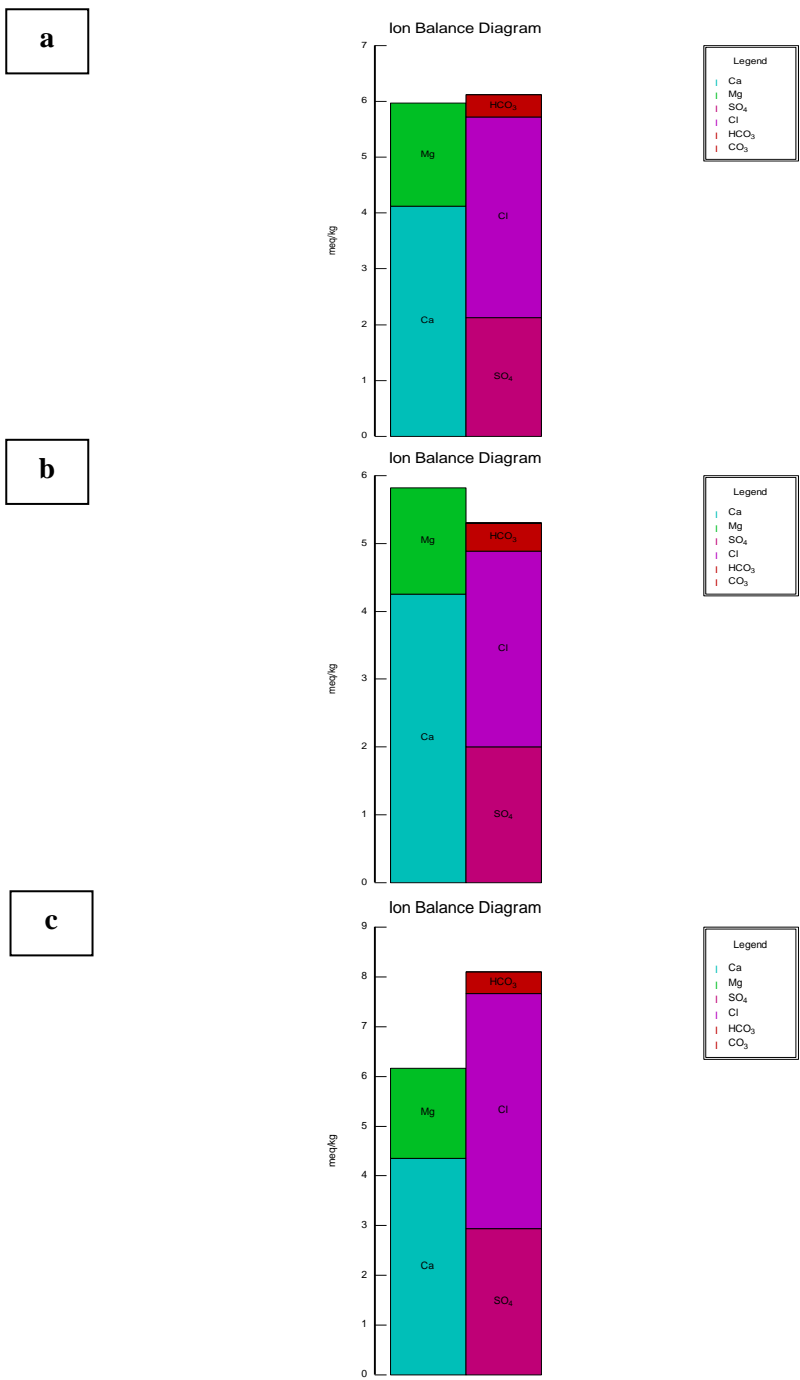 a
Ion Balance Diagram
7
6
5
4
3
2
1
0
meq/kg
Mg
Ca
HCO₃
Cl
SO₄
Legend
Ca
Mg
SO₄
Cl
HCO₃
CO₃
b
Ion Balance Diagram
6
5
4
3
2
1
0
meq/kg
Mg
Ca
HCO₃
Cl
SO₄
Legend
Ca
Mg
SO₄
Cl
HCO₃
CO₃
c
Ion Balance Diagram
9
8
7
6
5
4
3
2
1
0
meq/kg
Mg
Ca
HCO₃
Cl
SO₄
Legend
Ca
Mg
SO₄
Cl
HCO₃
CO₃